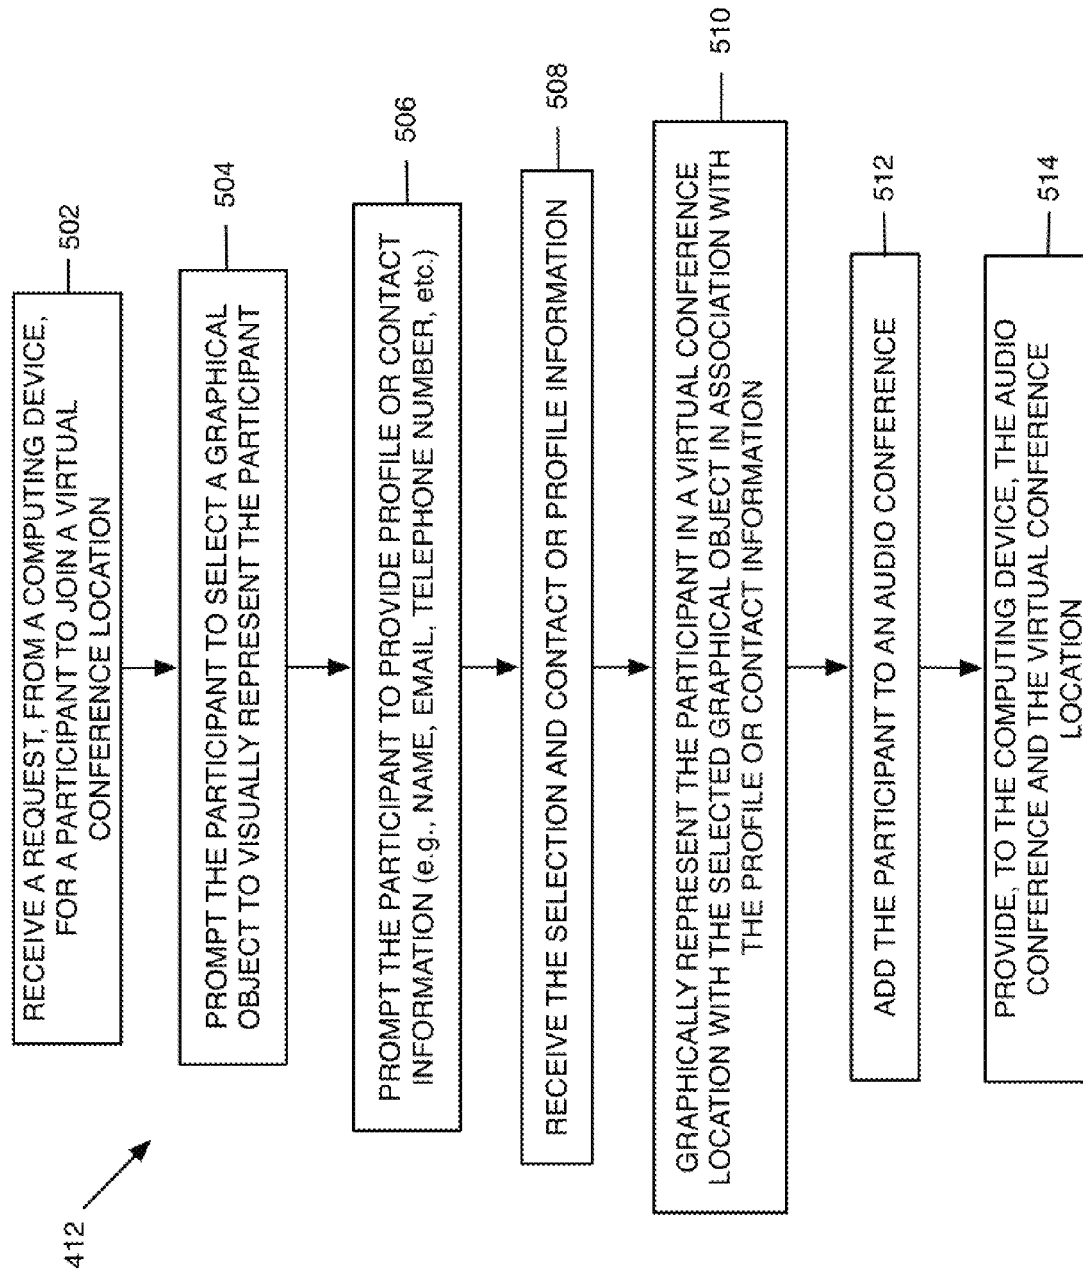 412
RECEIVE A REQUEST, FROM A COMPUTING DEVICE,
FOR A PARTICIPANT TO JOIN A VIRTUAL
CONFERENCE LOCATION
502
PROMPT THE PARTICIPANT TO SELECT A GRAPHICAL
OBJECT TO VISUALLY REPRESENT THE PARTICIPANT
504
PROMPT THE PARTICIPANT TO PROVIDE PROFILE OR CONTACT
INFORMATION (e.g., NAME, EMAIL, TELEPHONE NUMBER, etc.)
506
RECEIVE THE SELECTION AND CONTACT OR PROFILE INFORMATION
508
GRAPHICALLY REPRESENT THE PARTICIPANT IN A VIRTUAL CONFERENCE
LOCATION WITH THE SELECTED GRAPHICAL OBJECT IN ASSOCIATION WITH
THE PROFILE OR CONTACT INFORMATION
510
ADD THE PARTICIPANT TO AN AUDIO CONFERENCE
512
PROVIDE, TO THE COMPUTING DEVICE, THE AUDIO
CONFERENCE AND THE VIRTUAL CONFERENCE
LOCATION
514